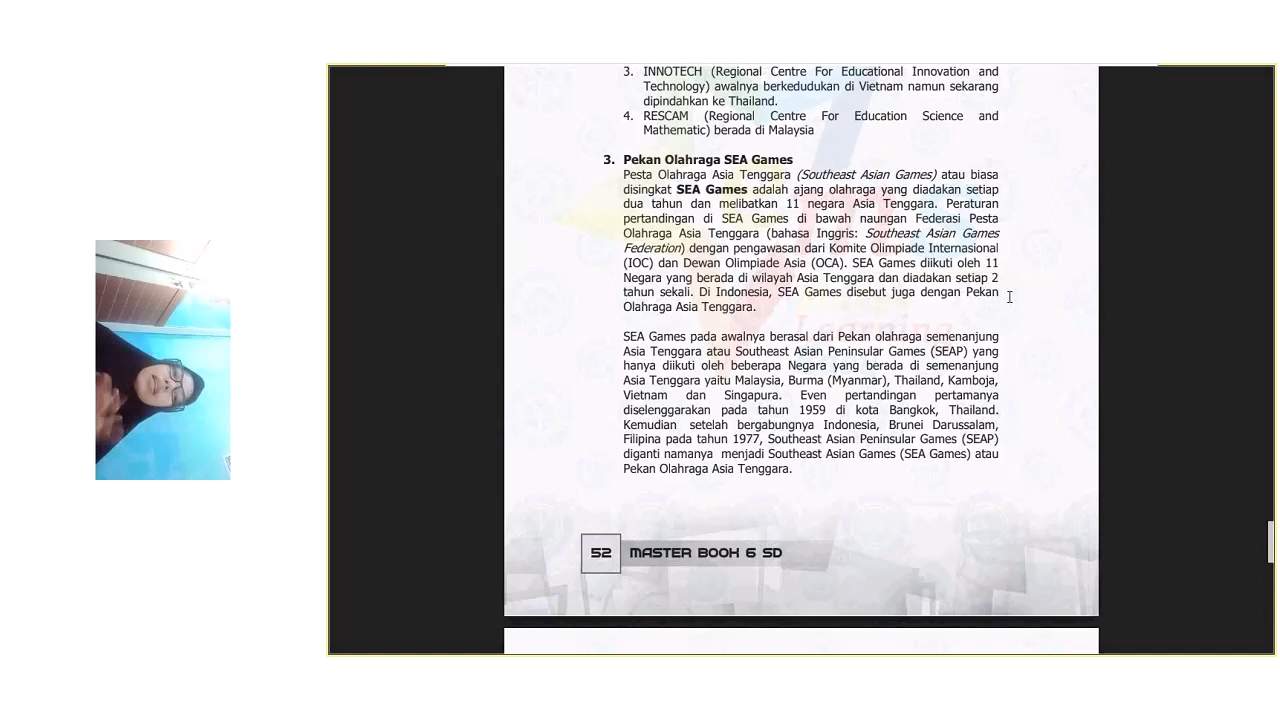 3. INNOTECH (Regional Centre For Educational Innovation and
Technology) awalnya berkedudukan di Vietnam namun sekarang
dipindahkan ke Thailand.
4. RESCAM (Regional Centre For Education Science and
Mathematic) berada di Malaysia
3. Pekan Olahraga SEA Games
Pesta Olahraga Asia Tenggara (Southeast Asian Games) atau biasa
disingkat SEA Games adalah ajang olahraga yang diadakan setiap
dua tahun dan melibatkan 11 negara Asia Tenggara. Peraturan
pertandingan di SEA Games di bawah naungan Federasi Pesta
Olahraga Asia Tenggara (bahasa Inggris: Southeast Asian Games
Federation) dengan pengawasan dari Komite Olimpiade Internasional
(IOC) dan Dewan Olimpiade Asia (OCA). SEA Games diikuti oleh 11
Negara yang berada di wilayah Asia Tenggara dan diadakan setiap 2
tahun sekali. Di Indonesia, SEA Games disebut juga dengan Pekan
Olahraga Asia Tenggara.
Learning
SEA Games pada awalnya berasal dari Pekan olahraga semenanjung
Asia Tenggara atau Southeast Asian Peninsular Games (SEAP) yang
hanya diikuti oleh beberapa Negara yang berada di semenanjung
Asia Tenggara yaitu Malaysia, Burma (Myanmar), Thailand, Kamboja,
Vietnam dan Singapura. Even pertandingan pertamanya
diselenggarakan pada tahun 1959 di kota Bangkok, Thailand.
Kemudian setelah bergabungnya Indonesia, Brunei Darussalam,
Filipina pada tahun 1977, Southeast Asian Peninsular Games (SEAP)
diganti namanya menjadi Southeast Asian Games (SEA Games) atau
Pekan Olahraga Asia Tenggara.
52 MASTER BOOK 6 SD